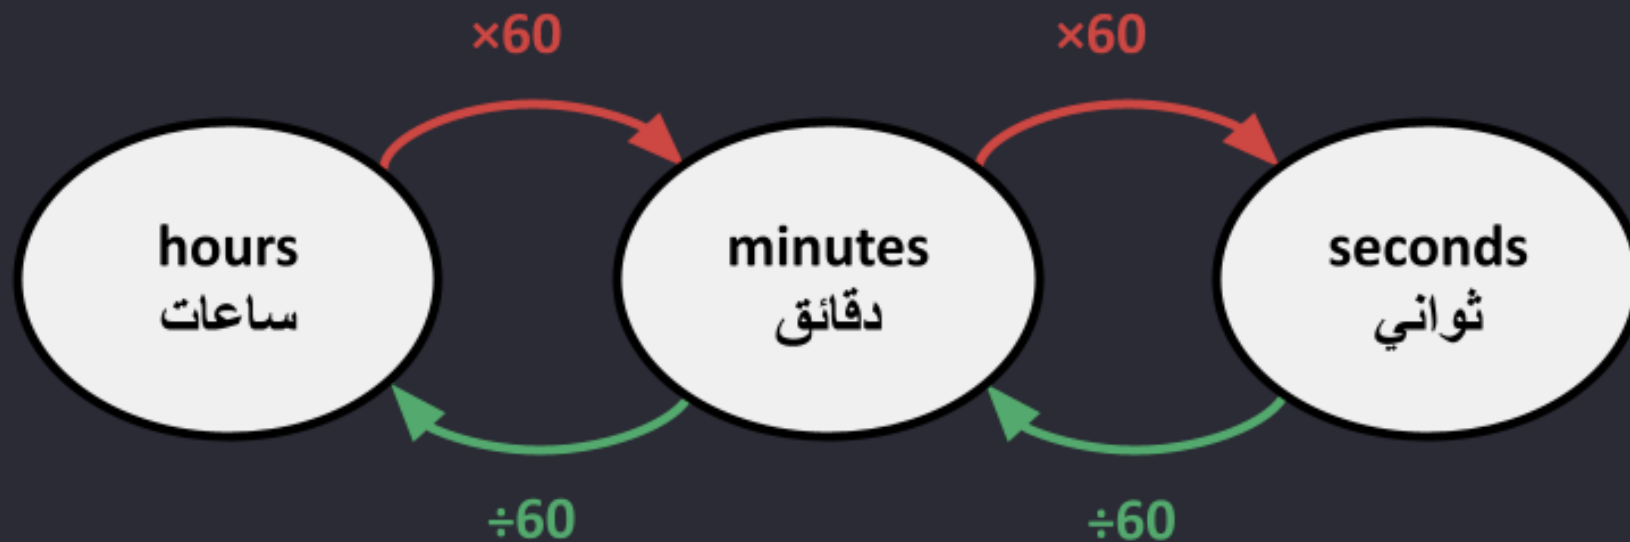 ×60
×60
hours
ساعات
minutes
دقائق
seconds
ثواني
÷60
÷60